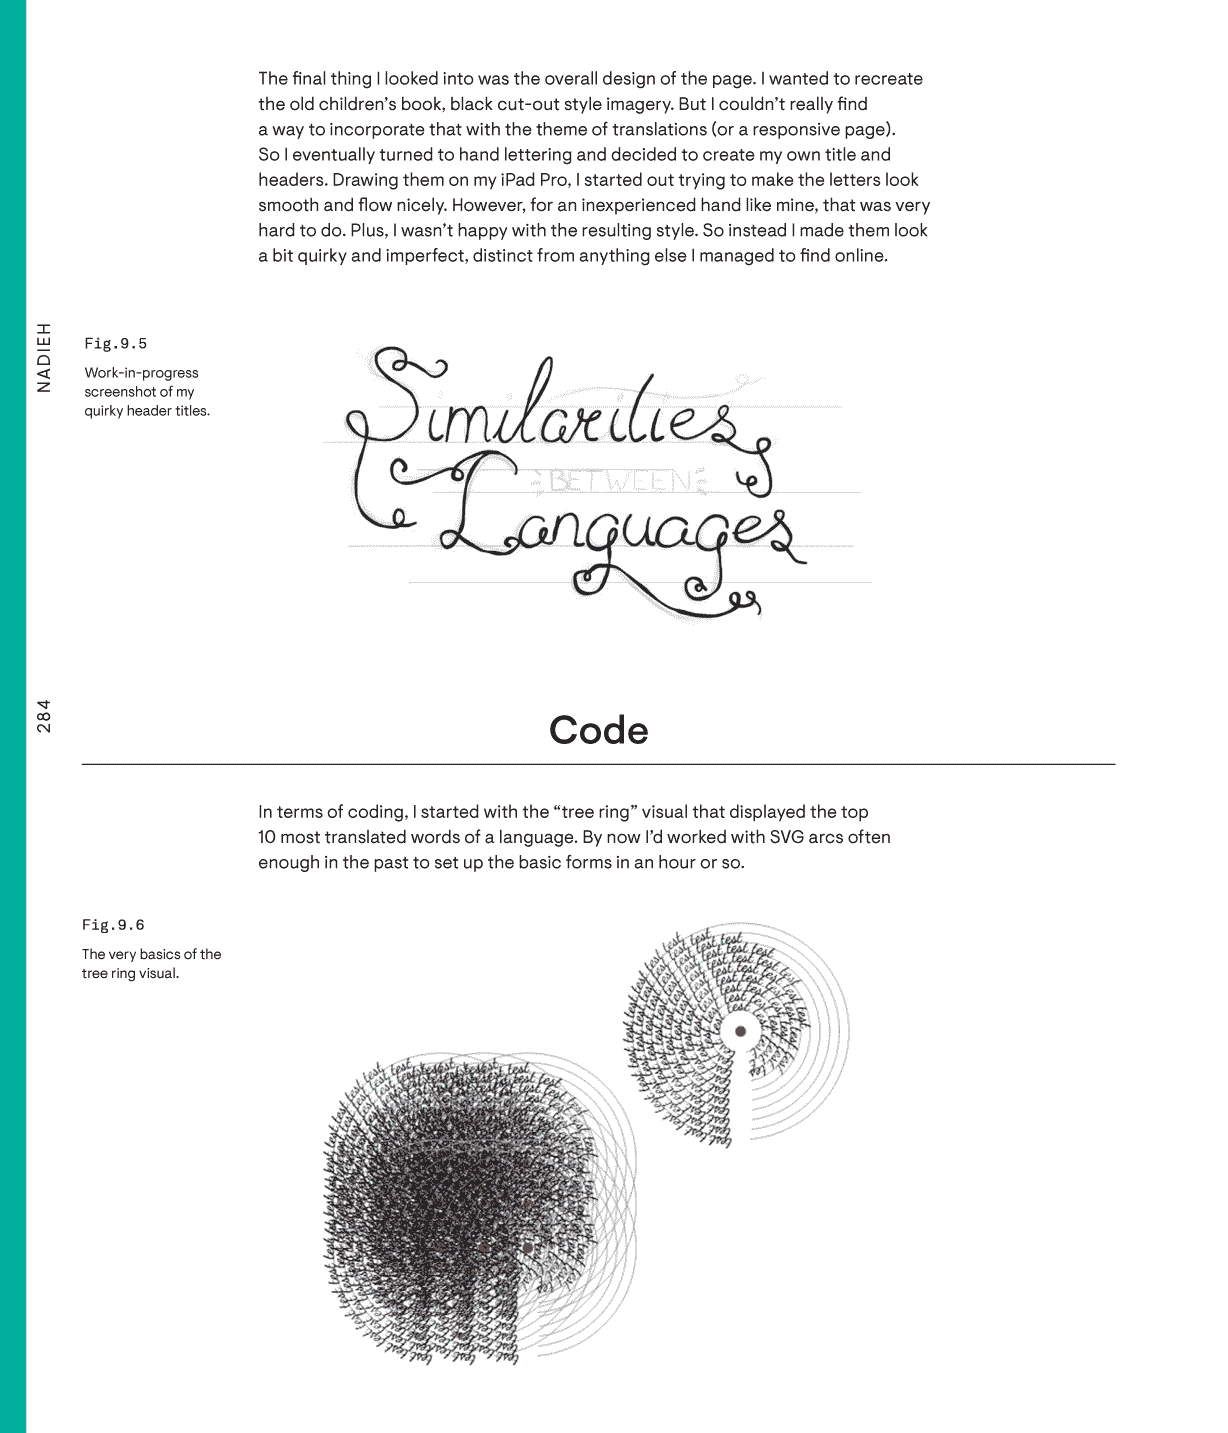 The final thing I looked into was the overall design of the page. I wanted to recreate
the old children’s book, black cut-out style imagery. But I couldn’t really find
a way to incorporate that with the theme of translations (or a responsive page).
So I eventually turned to hand lettering and decided to create my own title and
headers. Drawing them on my iPad Pro, I started out trying to make the letters look
smooth and flow nicely. However, for an inexperienced hand like mine, that was very
hard to do. Plus, I wasn’t happy with the resulting style. So instead I made them look
a bit quirky and imperfect, distinct from anything else I managed to find online.
NADIEH
Fig.9.5
Work-in-progress
screenshot of my
quirky header titles.
Similarities
BETWEEN
Languages
284
Code
In terms of coding, I started with the “tree ring” visual that displayed the top
10 most translated words of a language. By now I’d worked with SVG arcs often
enough in the past to set up the basic forms in an hour or so.
Fig.9.6
The very basics of the
tree ring visual.
test test test
test test test